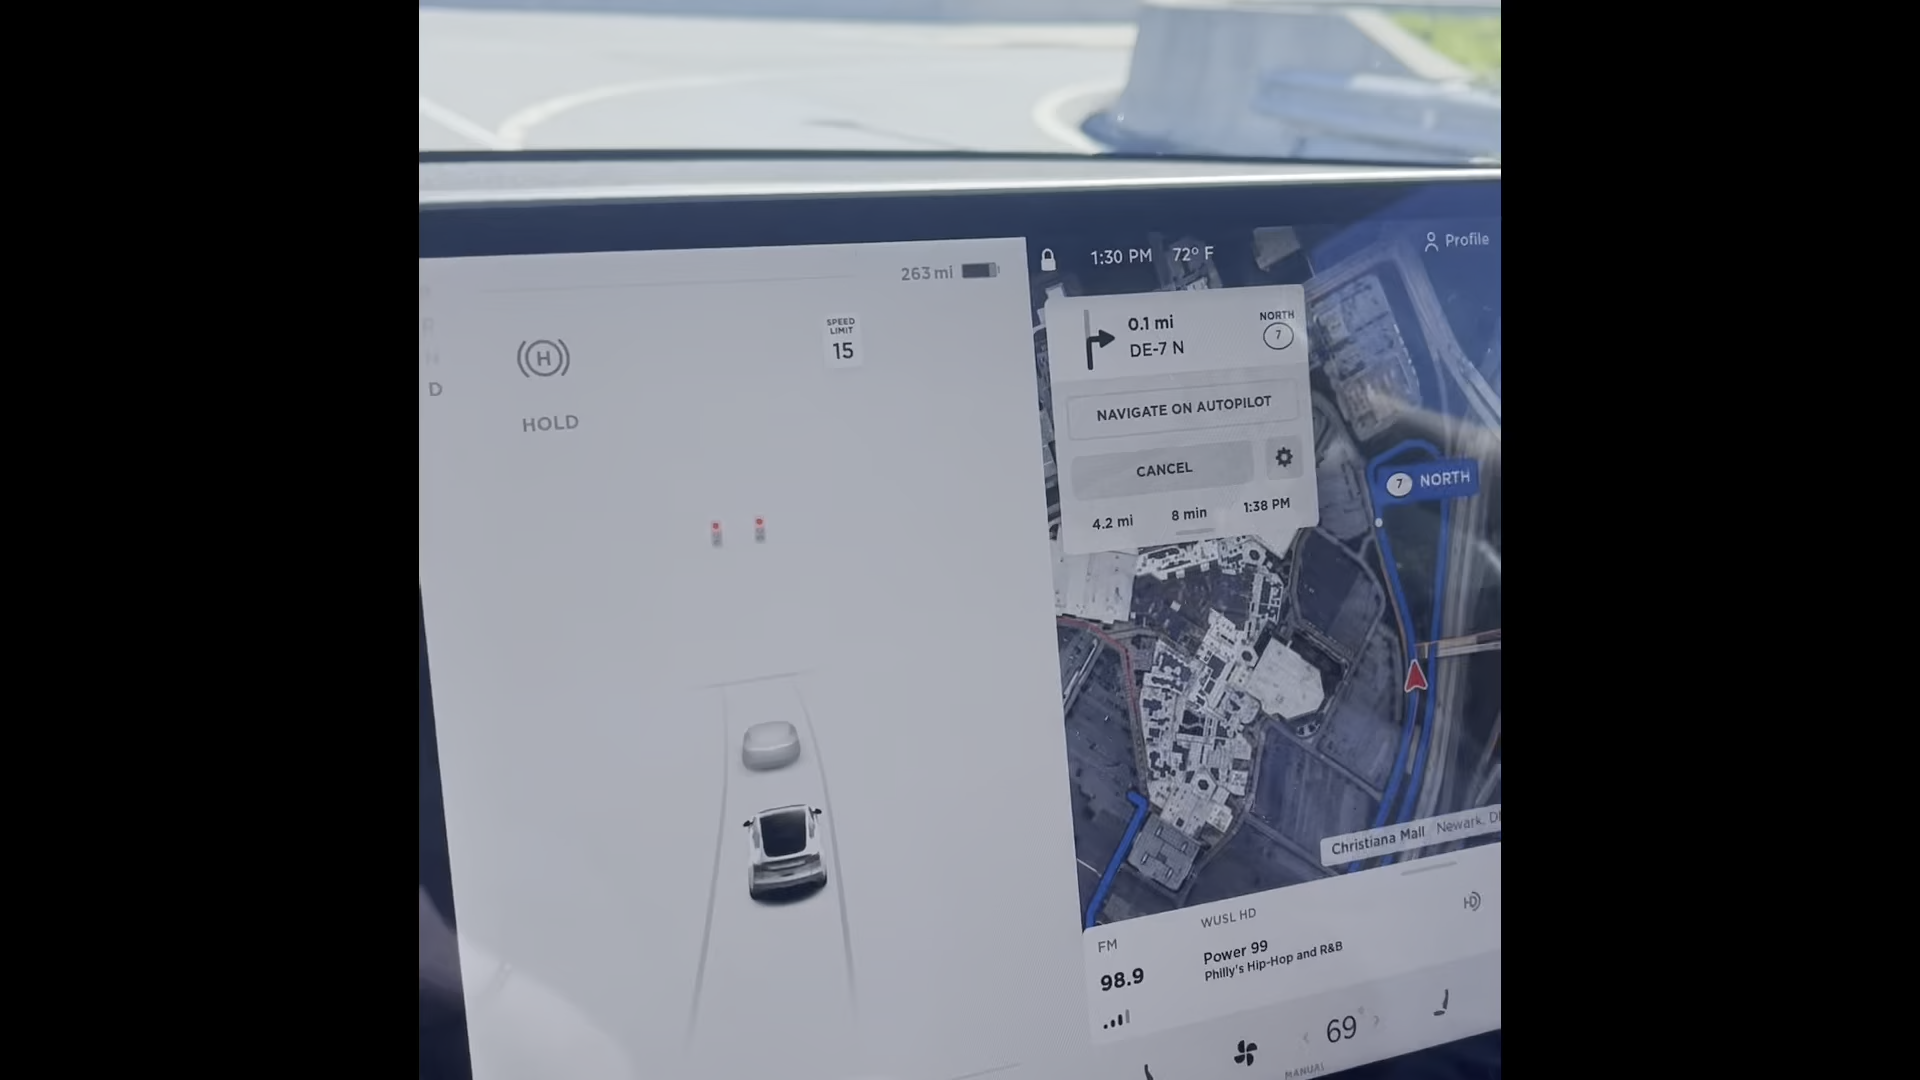 263 mi
R
N
D
H
HOLD
SPEED
LIMIT
15
1:30 PM
72° F
Profile
0.1 mi
DE-7 N
NORTH
7
NAVIGATE ON AUTOPILOT
CANCEL
4.2 mi
8 min
1:38 PM
7 NORTH
Christiana Mall Newark,
FM
98.9
WUSL HD
Power 99
Philly's Hip-Hop and R&B
HD
69°
MANUAL